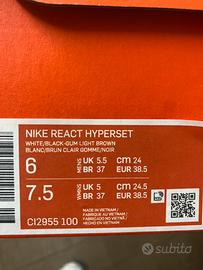 NIKE REACT HYPERSET
WHITE/BLACK-GUM LIGHT BROWN
BLANC/BRUN CLAIR GOMME/NOIR
6 MENS UK 5.5 CM 24
BR 37 EUR 38.5
7.5 WMNS UK 5 CM 24.5
BR 37 EUR 38.5
CI2955 100
MADE IN VIETNAM
FABRIQUÉ AU VIETNAM
HECHO EN VIETNAM
subito